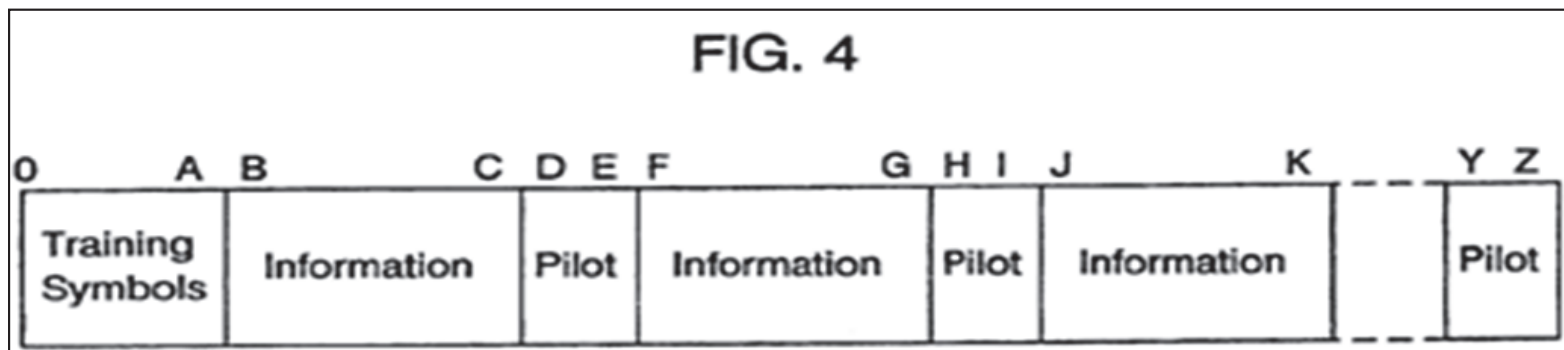 FIG. 4
0 A B C D E F G H I J K Y Z
Training
Symbols
Information
Pilot
Information
Pilot
Information
Pilot